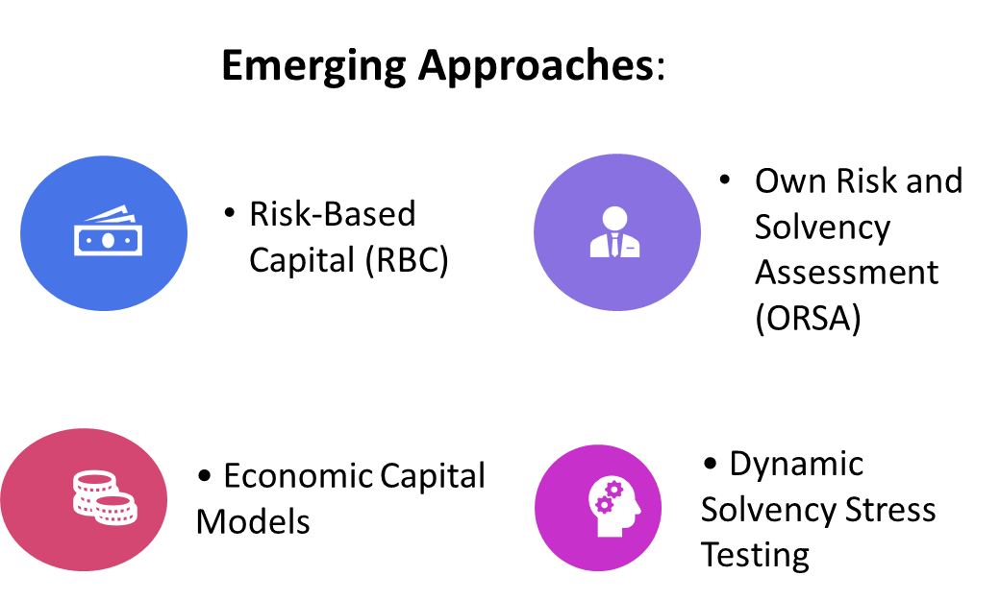 Emerging Approaches:
• Risk-Based
Capital (RBC)
• Own Risk and
Solvency
Assessment
(ORSA)
• Economic Capital
Models
• Dynamic
Solvency Stress
Testing